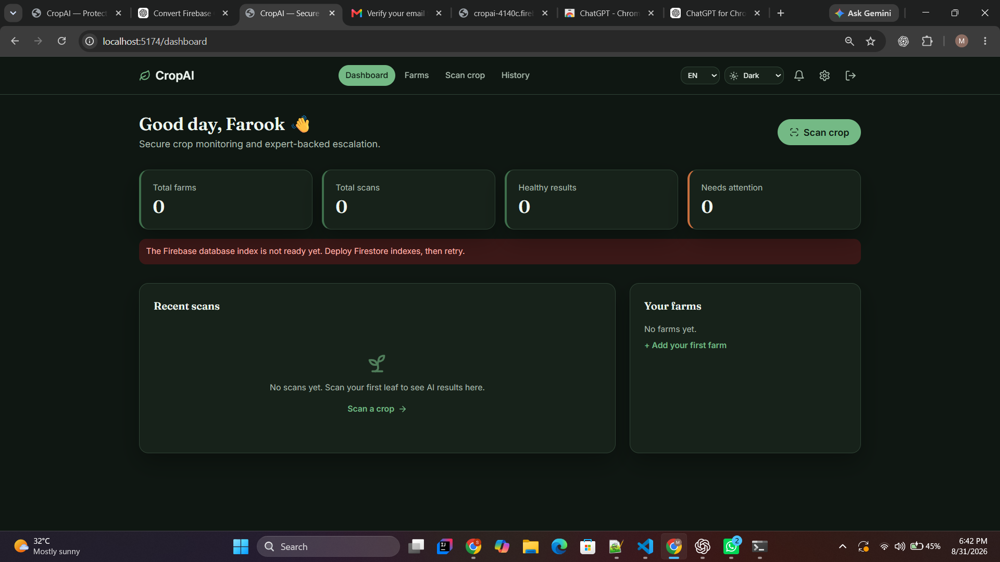 CropAI — Protect
Convert Firebase
CropAI — Secure
Verify your email
cropai-4140c.fire
ChatGPT - Chrom
ChatGPT for Chro
Ask Gemini
localhost:5174/dashboard
M
CropAI
Dashboard
Farms
Scan crop
History
EN
Dark
Good day, Farook 👋
Secure crop monitoring and expert-backed escalation.
Scan crop
Total farms
0
Total scans
0
Healthy results
0
Needs attention
0
The Firebase database index is not ready yet. Deploy Firestore indexes, then retry.
Recent scans
No scans yet. Scan your first leaf to see AI results here.
Scan a crop →
Your farms
No farms yet.
+ Add your first farm
32°C
Mostly sunny
Search
2
45%
6:42 PM
8/31/2026